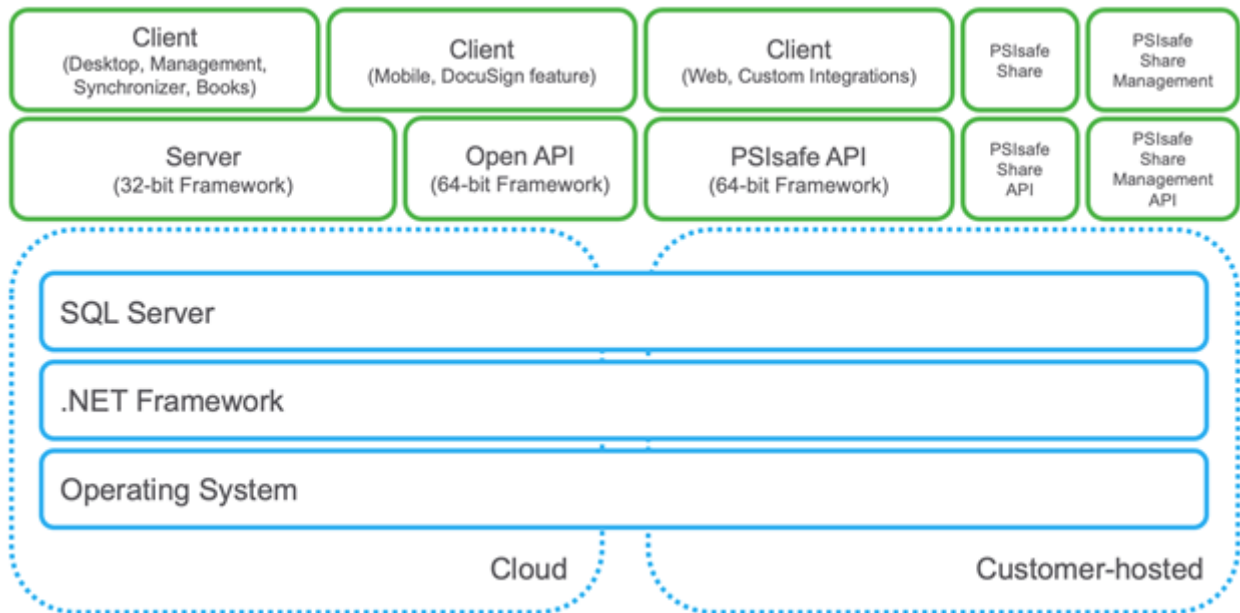 Client
(Desktop, Management,
Synchronizer, Books)
Client
(Mobile, DocuSign feature)
Client
(Web, Custom Integrations)
PSIsafe
Share
PSIsafe
Share
Management
Server
(32-bit Framework)
Open API
(64-bit Framework)
PSIsafe API
(64-bit Framework)
PSIsafe
Share
API
PSIsafe
Share
Management
API
SQL Server
.NET Framework
Operating System
Cloud
Customer-hosted